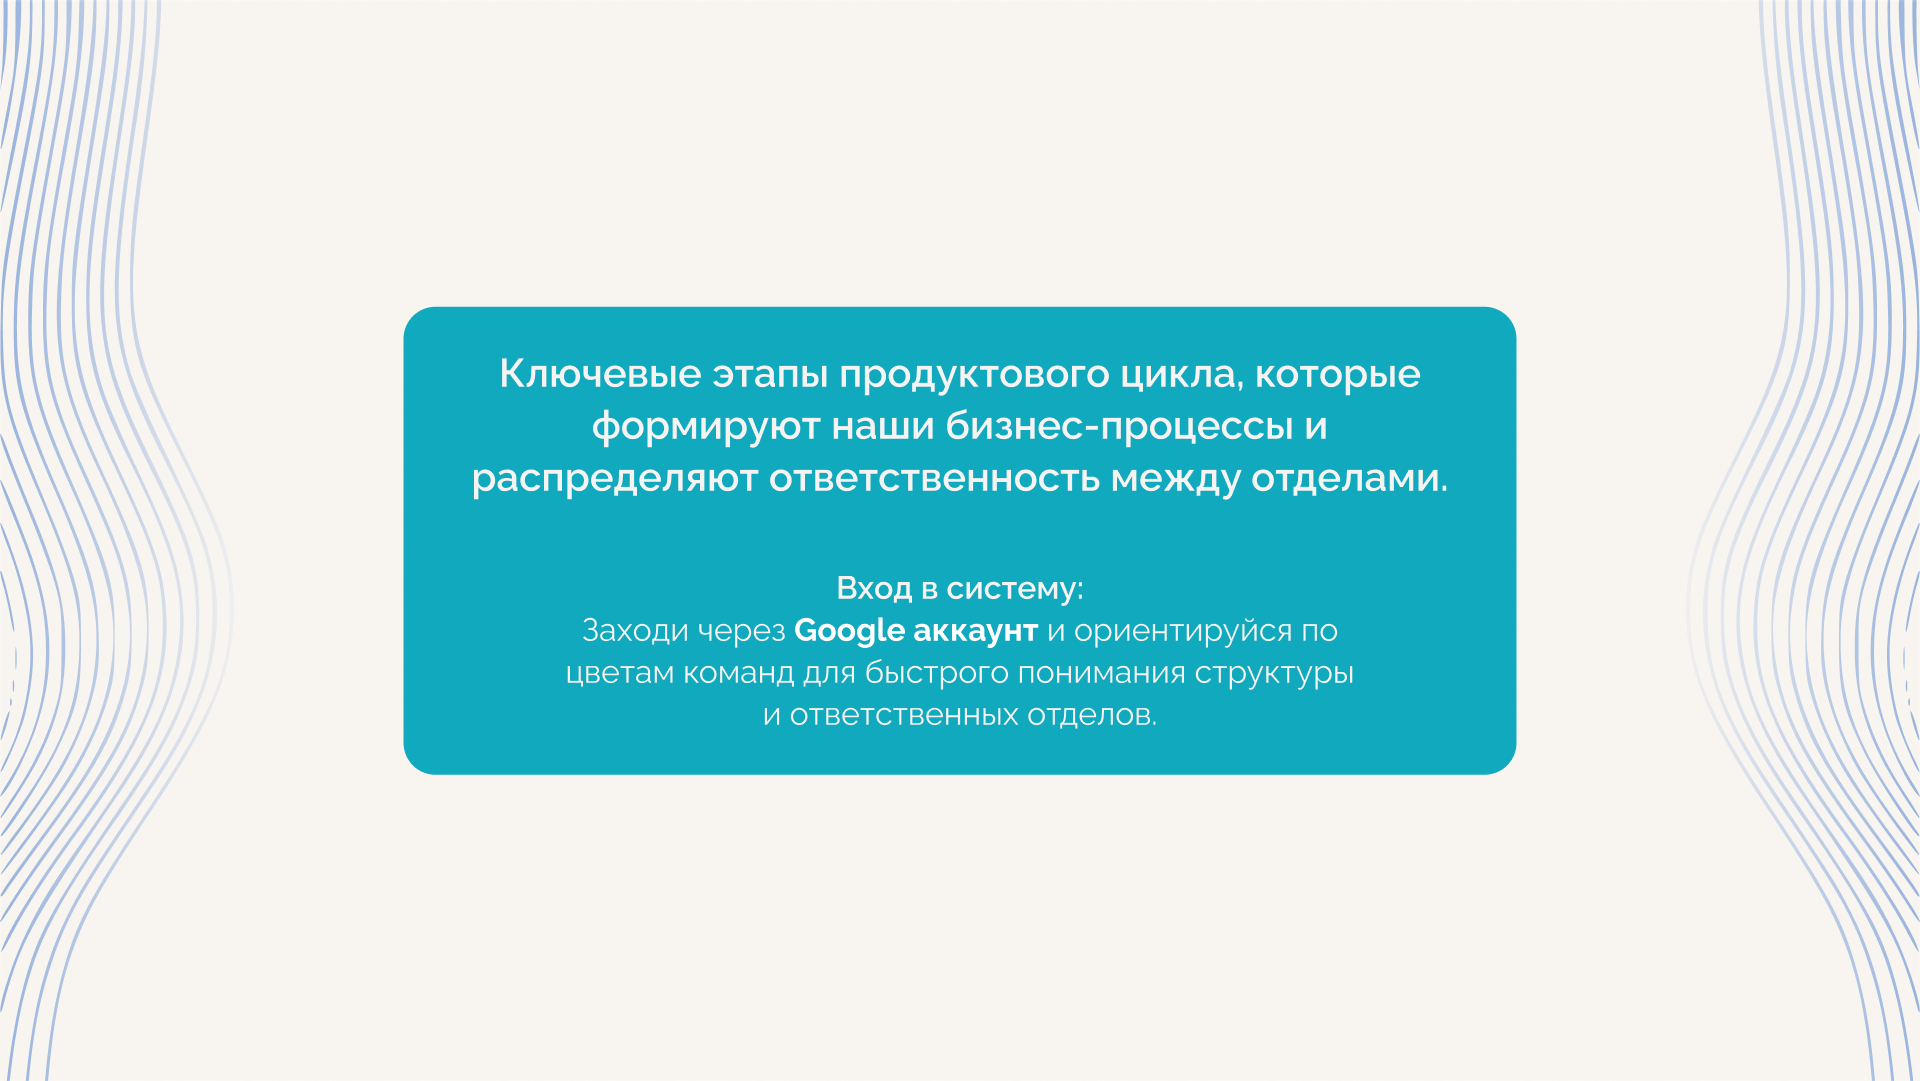 Ключевые этапы продуктового цикла, которые
формируют наши бизнес-процессы и
распределяют ответственность между отделами.
Вход в систему:
Заходи через Google аккаунт и ориентируйся по
цветам команд для быстрого понимания структуры
и ответственных отделов.